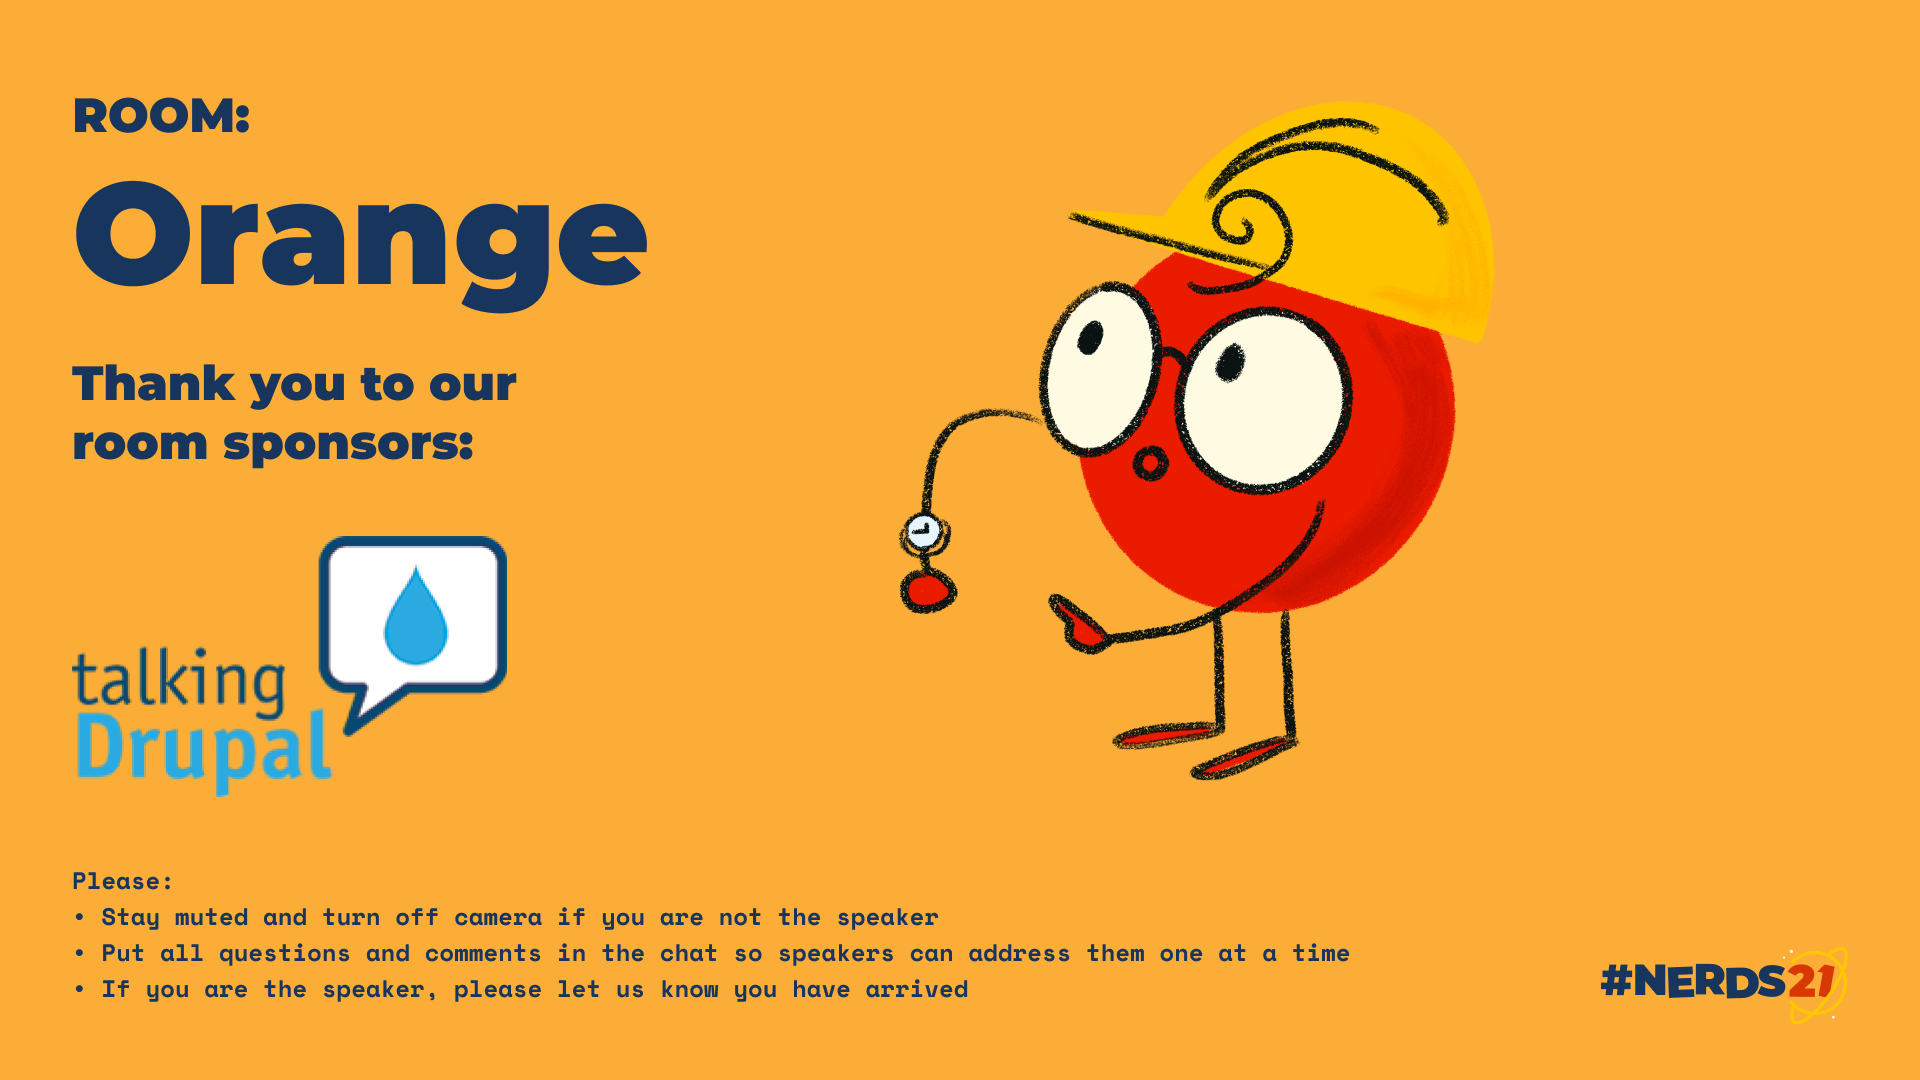 ROOM:
Orange
Thank you to our
room sponsors:
talking
Drupal
Please:
• Stay muted and turn off camera if you are not the speaker
• Put all questions and comments in the chat so speakers can address them one at a time
• If you are the speaker, please let us know you have arrived
#NERDS21